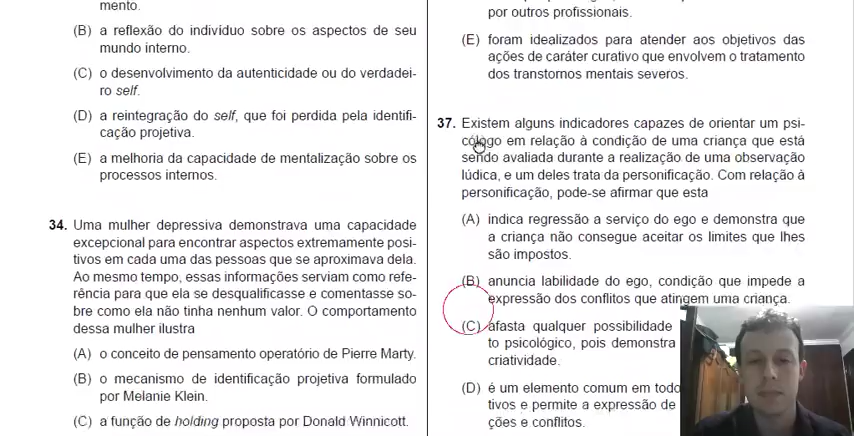 mento.
(B) a reflexão do indivíduo sobre os aspectos de seu
mundo interno.
(C) o desenvolvimento da autenticidade ou do verdadei-
ro self.
(D) a reintegração do self, que foi perdida pela identifi-
cação projetiva.
(E) a melhoria da capacidade de mentalização sobre os
processos internos.
34. Uma mulher depressiva demonstrava uma capacidade
excepcional para encontrar aspectos extremamente posi-
tivos em cada uma das pessoas que se aproximava dela.
Ao mesmo tempo, essas informações serviam como refe-
rência para que ela se desqualificasse e comentasse so-
bre como ela não tinha nenhum valor. O comportamento
dessa mulher ilustra
(A) o conceito de pensamento operatório de Pierre Marty.
(B) o mecanismo de identificação projetiva formulado
por Melanie Klein.
(C) a função de holding proposta por Donald Winnicott.
por outros profissionais.
(E) foram idealizados para atender aos objetivos das
ações de caráter curativo que envolvem o tratamento
dos transtornos mentais severos.
37. Existem alguns indicadores capazes de orientar um psi-
cólogo em relação à condição de uma criança que está
sendo avaliada durante a realização de uma observação
lúdica, e um deles trata da personificação. Com relação à
personificação, pode-se afirmar que esta
(A) indica regressão a serviço do ego e demonstra que
a criança não consegue aceitar os limites que lhes
são impostos.
(B) anuncia labilidade do ego, condição que impede a
expressão dos conflitos que atingem uma criança.
(C) afasta qualquer possibilidade
to psicológico, pois demonstra
criatividade.
(D) é um elemento comum em todo
tivos e permite a expressão de
ções e conflitos.